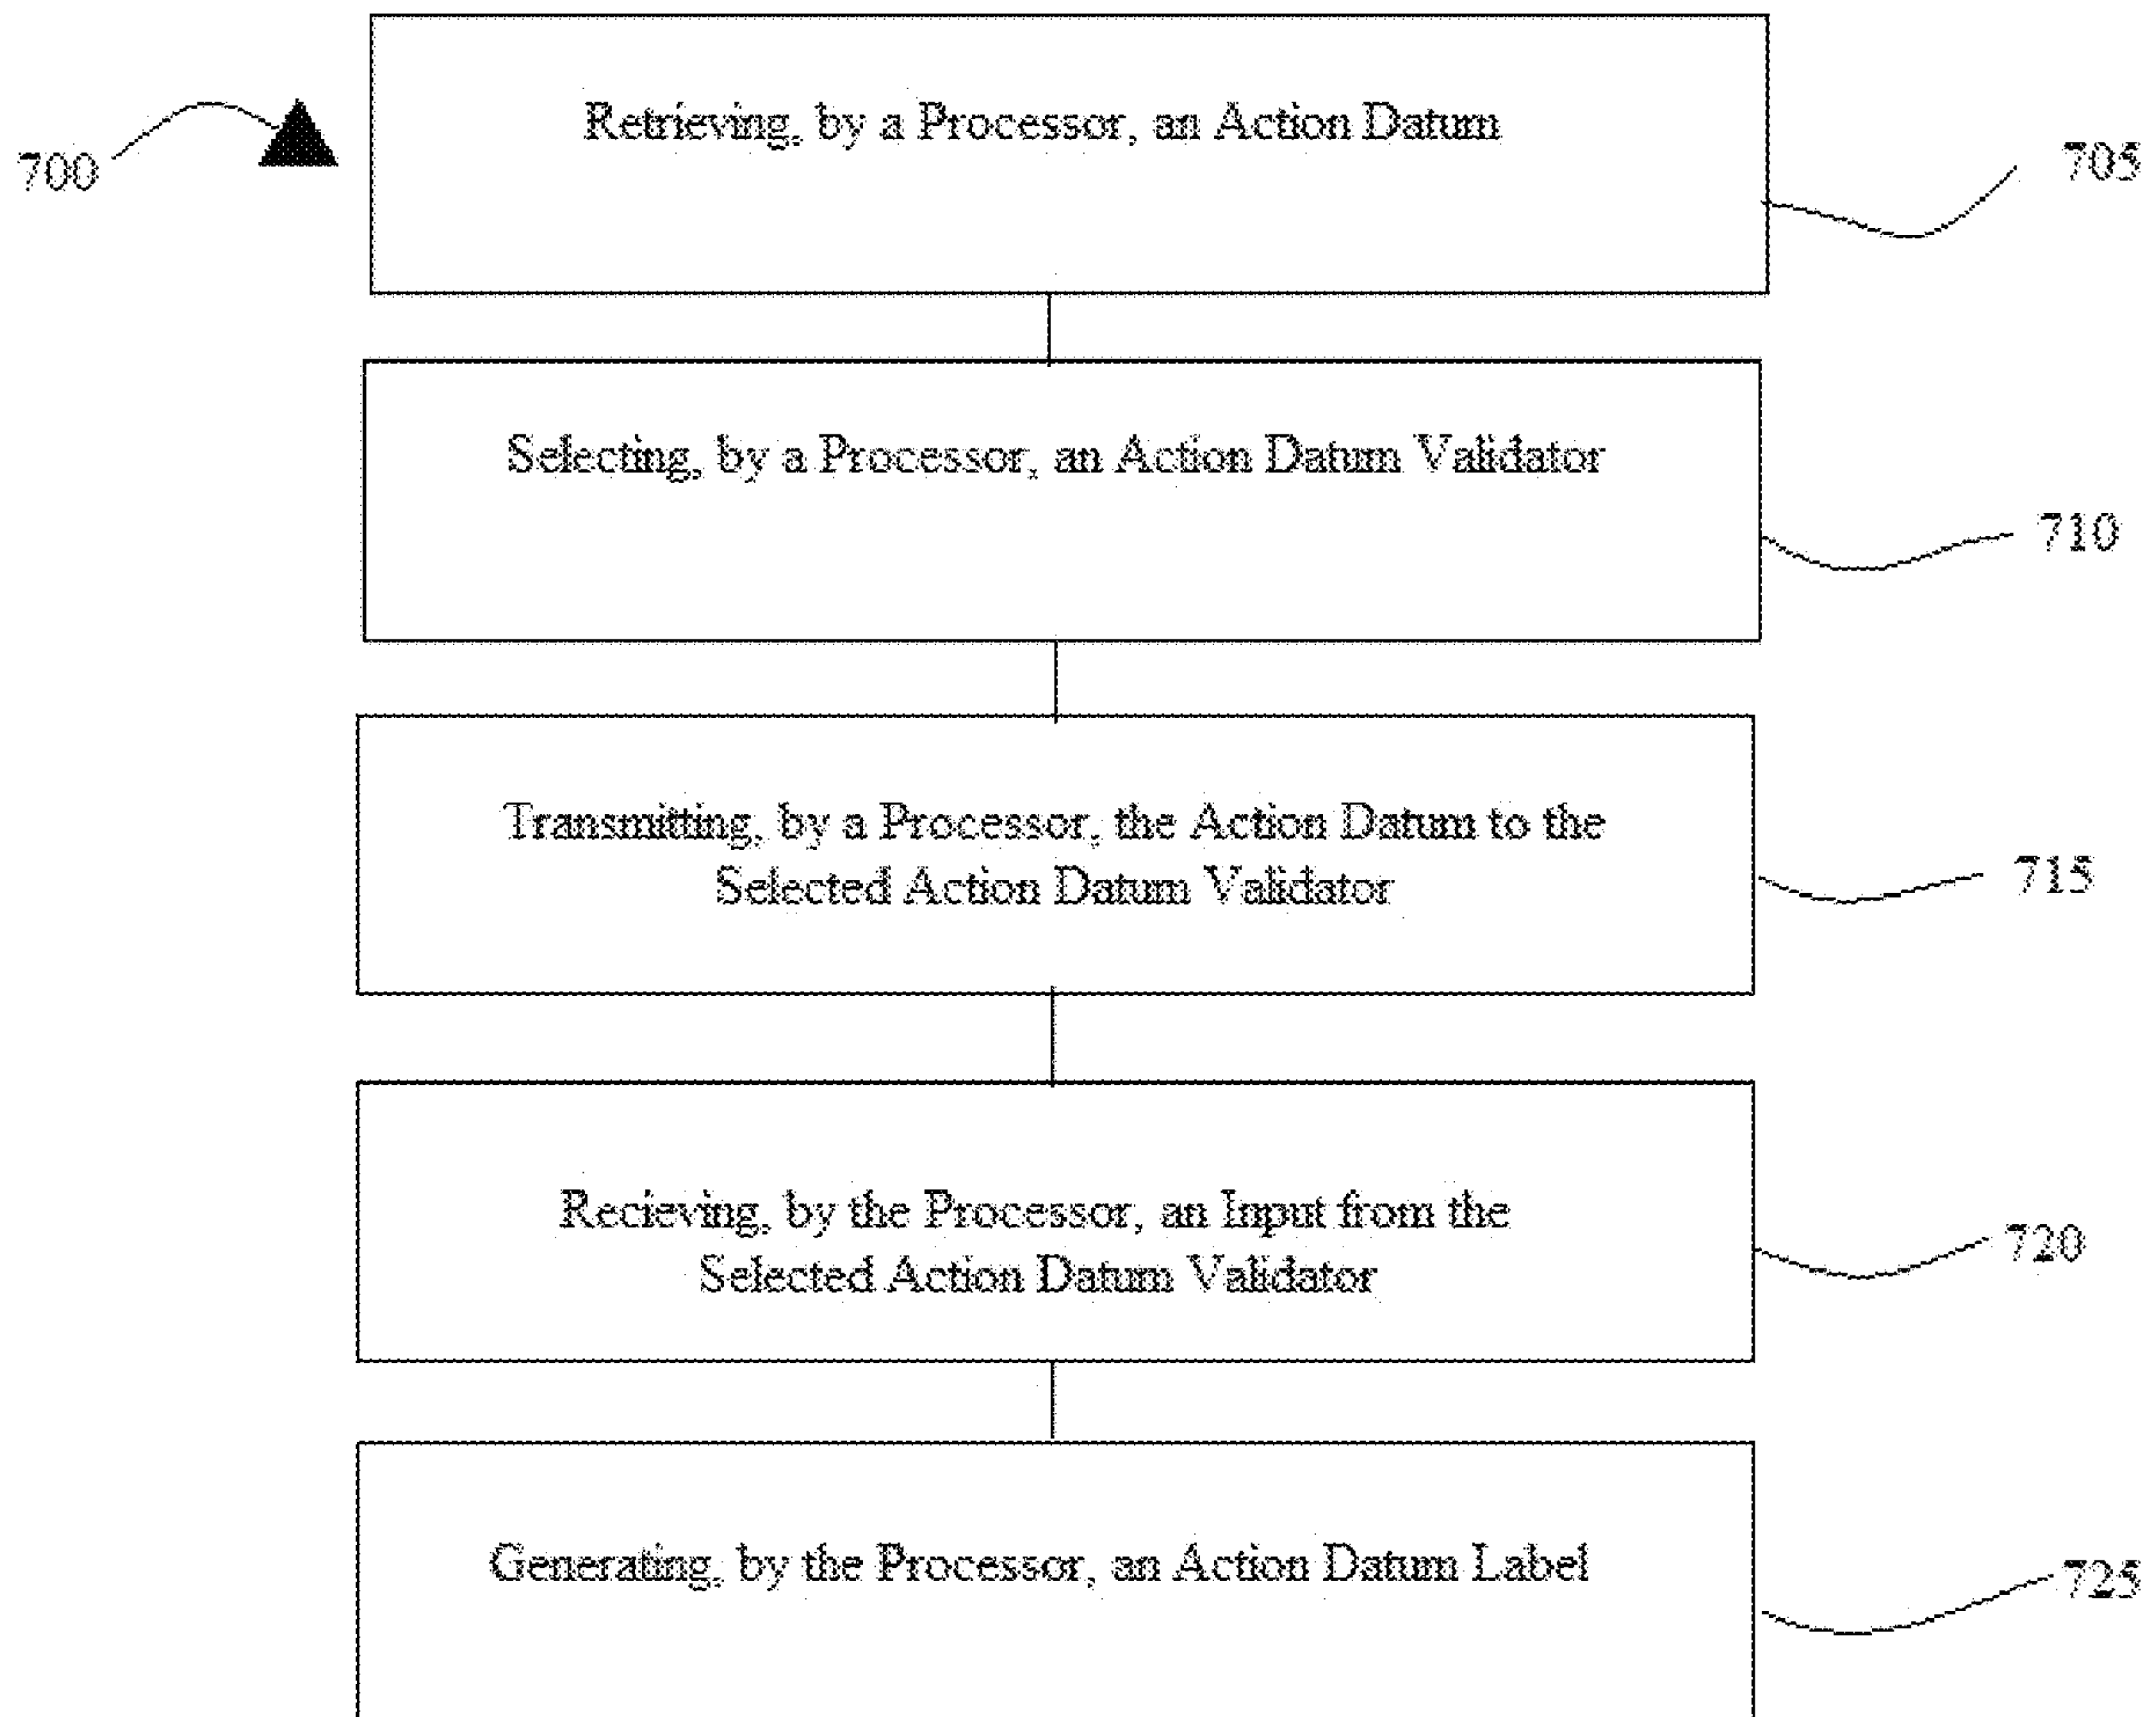 Retrieving, by a Processor, an Action Datum
700
705
Selecting, by a Processor, an Action Datum Validator
710
Transmitting, by a Processor, the Action Datum to the
Selected Action Datum Validator
715
Recieving, by the Processor, an Input from the
Selected Action Datum Validator
720
Generating, by the Processor, an Action Datum Label
725